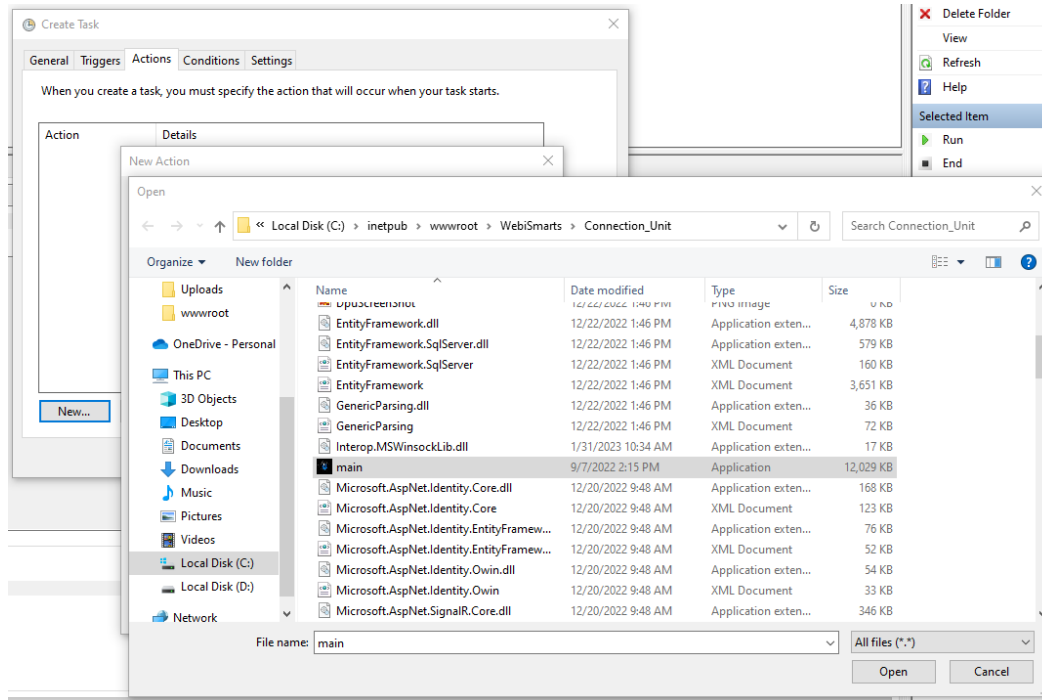 Create Task
General Triggers Actions Conditions Settings
When you create a task, you must specify the action that will occur when your task starts.
Action Details
New Action
Open
« Local Disk (C:) › inetpub › wwwroot › WebiSmarts › Connection_Unit
Search Connection_Unit
Organize New folder
Uploads
wwwroot
OneDrive - Personal
This PC
3D Objects
Desktop
Documents
Downloads
Music
Pictures
Videos
Local Disk (C:)
Local Disk (D:)
Network
Name Date modified Type Size
DpuScreenShot 12/22/2022 1:46 PM PNG Image 0 KB
EntityFramework.dll 12/22/2022 1:46 PM Application exten... 4,878 KB
EntityFramework.SqlServer.dll 12/22/2022 1:46 PM Application exten... 579 KB
EntityFramework.SqlServer 12/22/2022 1:46 PM XML Document 160 KB
EntityFramework 12/22/2022 1:46 PM XML Document 3,651 KB
GenericParsing.dll 12/22/2022 1:46 PM Application exten... 36 KB
GenericParsing 12/22/2022 1:46 PM XML Document 72 KB
Interop.MSWinsockLib.dll 1/31/2023 10:34 AM Application exten... 17 KB
main 9/7/2022 2:15 PM Application 12,029 KB
Microsoft.AspNet.Identity.Core.dll 12/20/2022 9:48 AM Application exten... 168 KB
Microsoft.AspNet.Identity.Core 12/20/2022 9:48 AM XML Document 123 KB
Microsoft.AspNet.Identity.EntityFramew... 12/20/2022 9:48 AM Application exten... 76 KB
Microsoft.AspNet.Identity.EntityFramew... 12/20/2022 9:48 AM XML Document 52 KB
Microsoft.AspNet.Identity.Owin.dll 12/20/2022 9:48 AM Application exten... 54 KB
Microsoft.AspNet.Identity.Owin 12/20/2022 9:48 AM XML Document 33 KB
Microsoft.AspNet.SignalR.Core.dll 12/20/2022 9:48 AM Application exten... 346 KB
New...
File name: main
All files (*.*)
Open Cancel
Delete Folder
View
Refresh
Help
Selected Item
Run
End